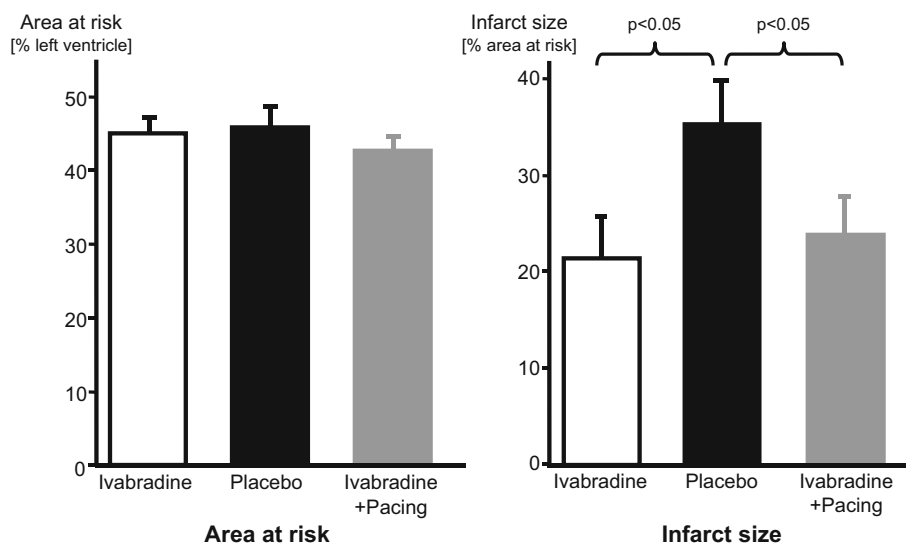 Area at risk
[% left ventricle]
50
40
30
20
10
0
Ivabradine
Placebo
Ivabradine
+Pacing
Area at risk
Infarct size
[% area at risk]
p<0.05
p<0.05
40
30
20
10
0
Ivabradine
Placebo
Ivabradine
+Pacing
Infarct size